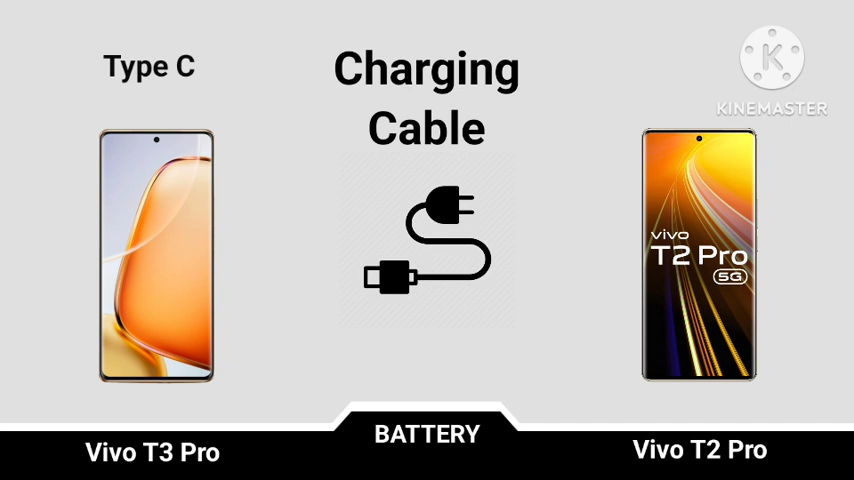 Type C
Charging
Cable
K
KINEMASTER
vivo
T2 Pro
5G
BATTERY
Vivo T3 Pro
Vivo T2 Pro